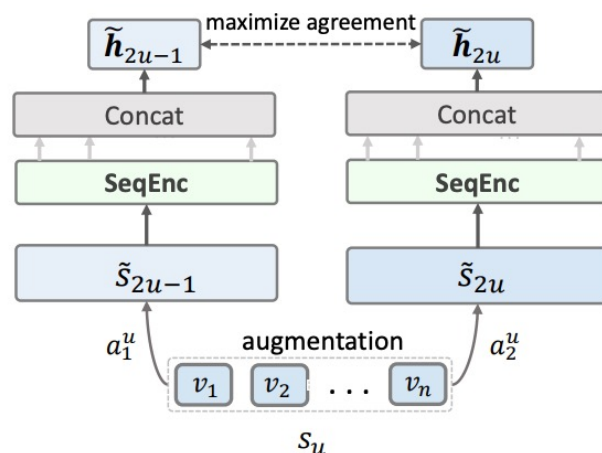 maximize agreement
h̃₂ᵤ₋₁
h̃₂ᵤ
Concat
Concat
SeqEnc
SeqEnc
s̃₂ᵤ₋₁
s̃₂ᵤ
augmentation
a₁ᵘ
a₂ᵘ
v₁ v₂ . . . vₙ
sᵤ